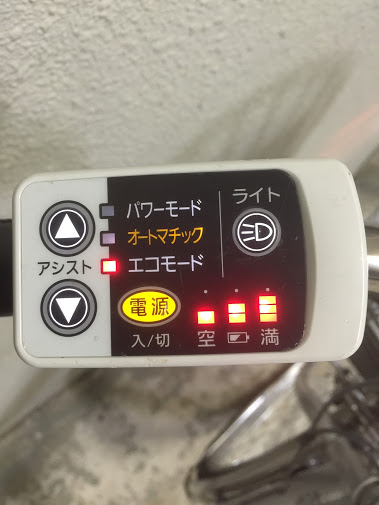 ライト
パワーモード
オートマチック
アシスト
エコモード
電源
入/切
空 満